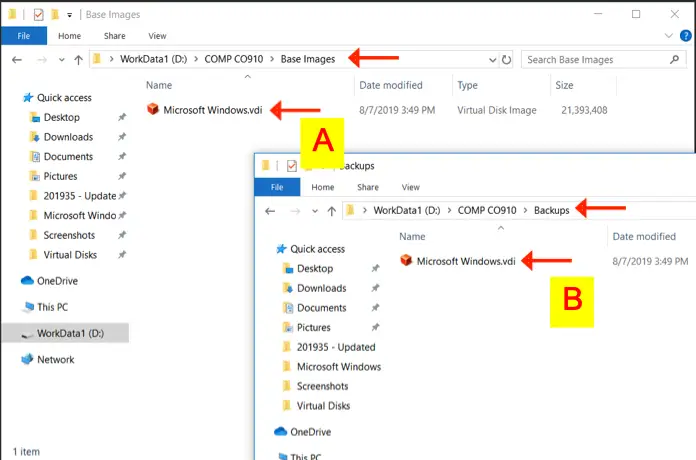 Base Images
File Home Share View
WorkData1 (D:) COMP CO910 Base Images
Search Base Images
Name Date modified Type Size
Microsoft Windows.vdi 8/7/2019 3:49 PM Virtual Disk Image 21,393,408
Quick access
Desktop
Downloads
Documents
Pictures
201935 - Update
Microsoft Windo
Screenshots
Virtual Disks
OneDrive
This PC
WorkData1 (D:)
Network
1 item
A
Backups
File Home Share View
WorkData1 (D:) COMP CO910 Backups
Name Date modified
Microsoft Windows.vdi 8/7/2019 3:49 PM
B
Quick access
Desktop
Downloads
Documents
Pictures
201935 - Updated
Microsoft Windows
Screenshots
Virtual Disks
OneDrive
This PC